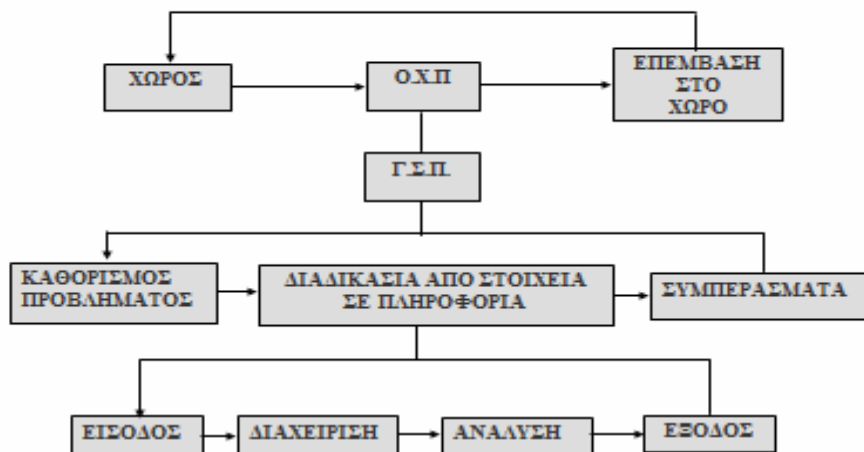 ΧΩΡΟΣ
Ο.Χ.Π
ΕΠΕΜΒΑΣΗ
ΣΤΟ
ΧΩΡΟ
Γ.Σ.Π.
ΚΑΘΟΡΙΣΜΟΣ
ΠΡΟΒΛΗΜΑΤΟΣ
ΔΙΑΔΙΚΑΣΙΑ ΑΠΟ ΣΤΟΙΧΕΙΑ
ΣΕ ΠΛΗΡΟΦΟΡΙΑ
ΣΥΜΠΕΡΑΣΜΑΤΑ
ΕΙΣΟΔΟΣ
ΔΙΑΧΕΙΡΙΣΗ
ΑΝΑΛΥΣΗ
ΕΞΟΔΟΣ